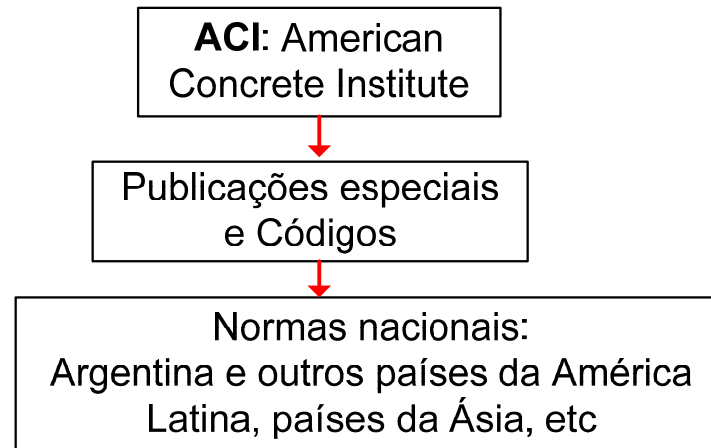 ACI: American
Concrete Institute
Publicações especiais
e Códigos
Normas nacionais:
Argentina e outros países da América
Latina, países da Ásia, etc